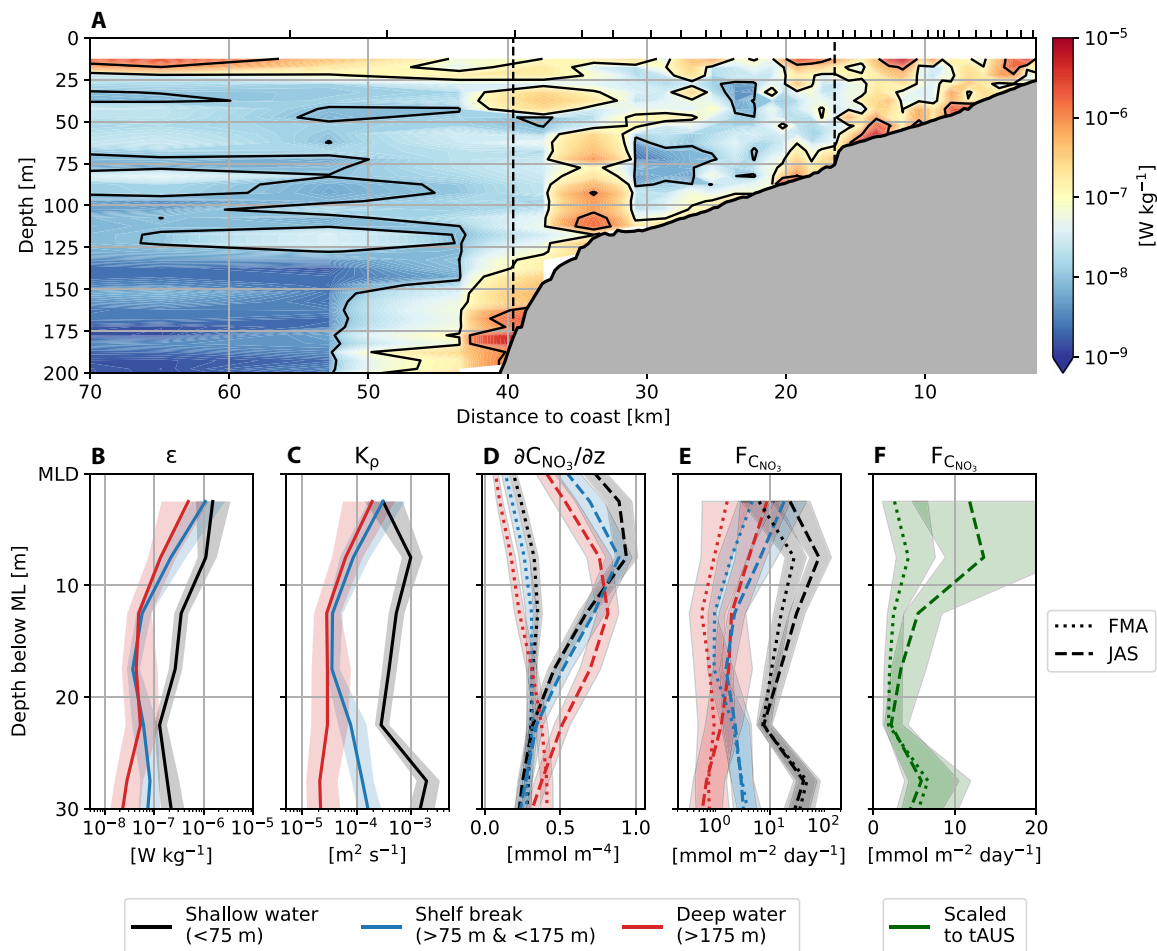 A
0
25
50
75
100
125
150
175
200
Depth [m]
70
60
50
40
30
20
10
Distance to coast [km]
10⁻⁵
10⁻⁶
10⁻⁷
10⁻⁸
10⁻⁹
[W kg⁻¹]
B ε
C Kρ
D ∂C_NO₃/∂z
E F_C_NO₃
F F_C_NO₃
MLD
10
20
30
Depth below ML [m]
10⁻⁸ 10⁻⁷ 10⁻⁶ 10⁻⁵
[W kg⁻¹]
10⁻⁵ 10⁻⁴ 10⁻³
[m² s⁻¹]
0.0 0.5 1.0
[mmol m⁻⁴]
10⁰ 10¹ 10²
[mmol m⁻² day⁻¹]
0 10 20
[mmol m⁻² day⁻¹]
FMA
JAS
Shallow water
(<75 m)
Shelf break
(>75 m & <175 m)
Deep water
(>175 m)
Scaled
to tAUS